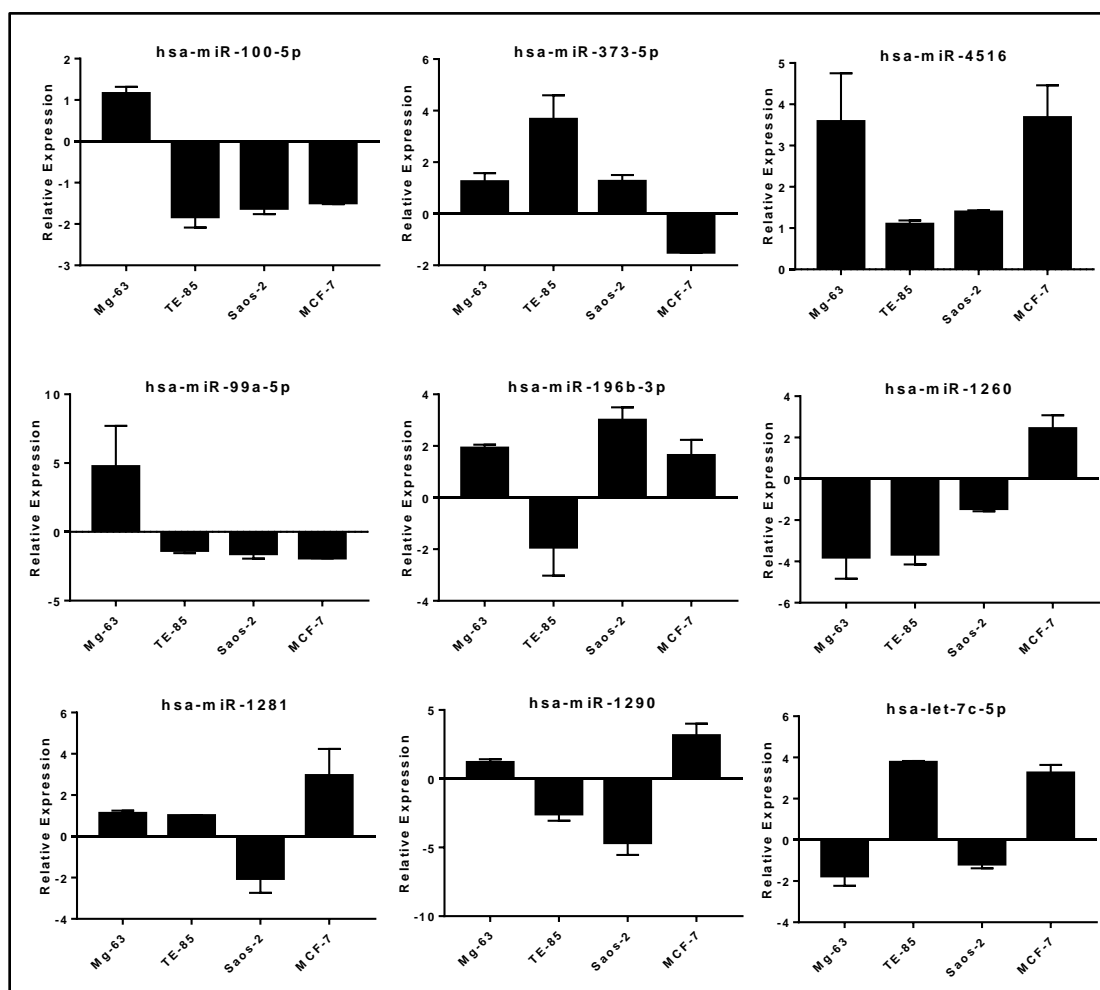 hsa-miR-100-5p
Relative Expression
2
1
0
-1
-2
-3
Mg-63
TE-85
Saos-2
MCF-7
hsa-miR-373-5p
Relative Expression
6
4
2
0
-2
Mg-63
TE-85
Saos-2
MCF-7
hsa-miR-4516
Relative Expression
5
4
3
2
1
0
Mg-63
TE-85
Saos-2
MCF-7
hsa-miR-99a-5p
Relative Expression
10
5
0
-5
Mg-63
TE-85
Saos-2
MCF-7
hsa-miR-196b-3p
Relative Expression
4
2
0
-2
-4
Mg-63
TE-85
Saos-2
MCF-7
hsa-miR-1260
Relative Expression
4
2
0
-2
-4
-6
Mg-63
TE-85
Saos-2
MCF-7
hsa-miR-1281
Relative Expression
6
4
2
0
-2
-4
Mg-63
TE-85
Saos-2
MCF-7
hsa-miR-1290
Relative Expression
5
0
-5
-10
Mg-63
TE-85
Saos-2
MCF-7
hsa-let-7c-5p
Relative Expression
6
4
2
0
-2
-4
Mg-63
TE-85
Saos-2
MCF-7